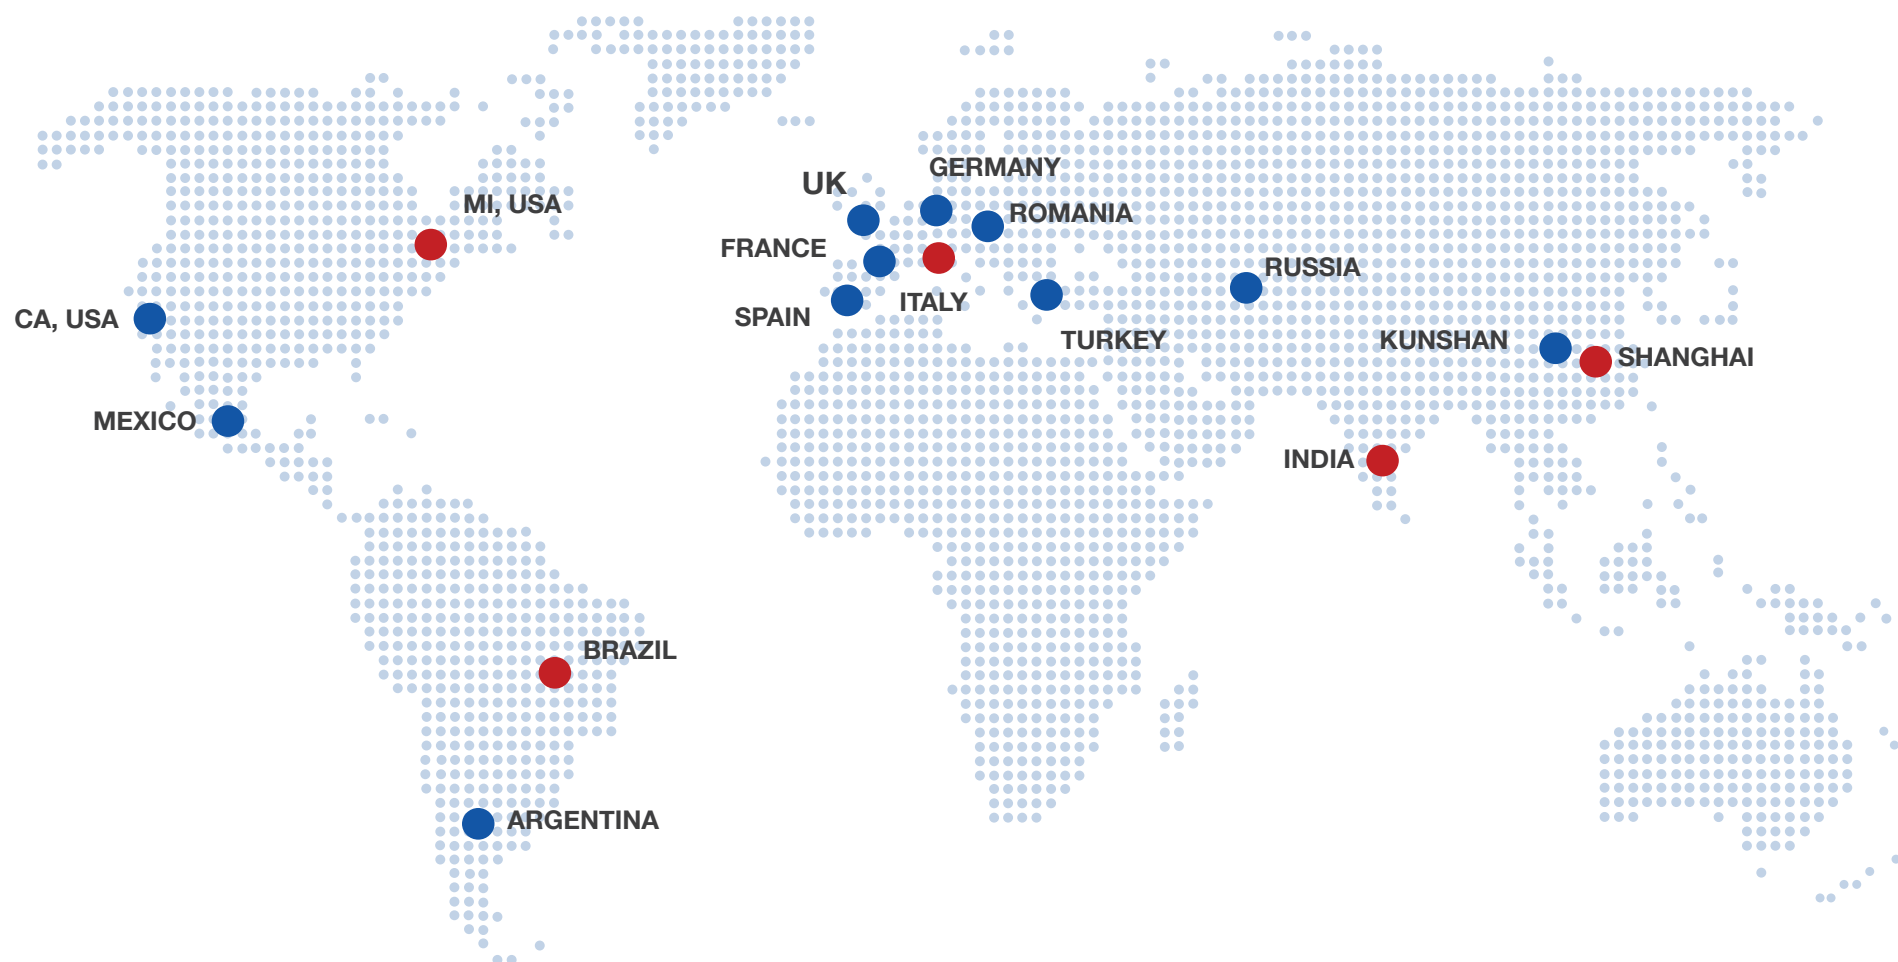 GERMANY
UK
MI, USA
ROMANIA
FRANCE
RUSSIA
ITALY
SPAIN
CA, USA
TURKEY
KUNSHAN
SHANGHAI
MEXICO
INDIA
BRAZIL
ARGENTINA